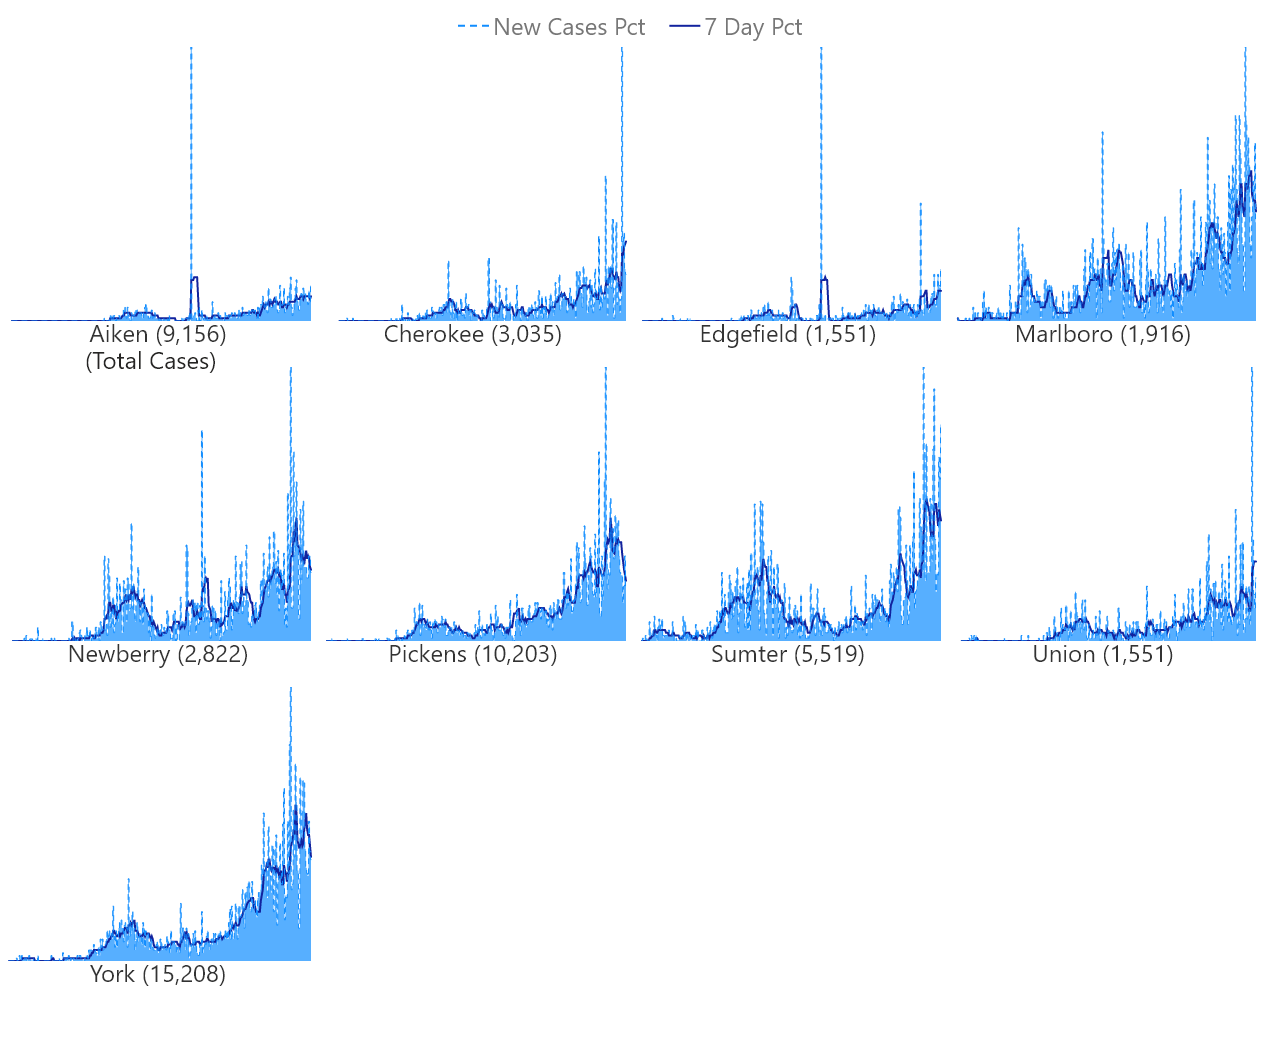 New Cases Pct 7 Day Pct
Aiken (9,156) Cherokee (3,035) Edgefield (1,551) Marlboro (1,916)
(Total Cases)
Newberry (2,822) Pickens (10,203) Sumter (5,519) Union (1,551)
York (15,208)